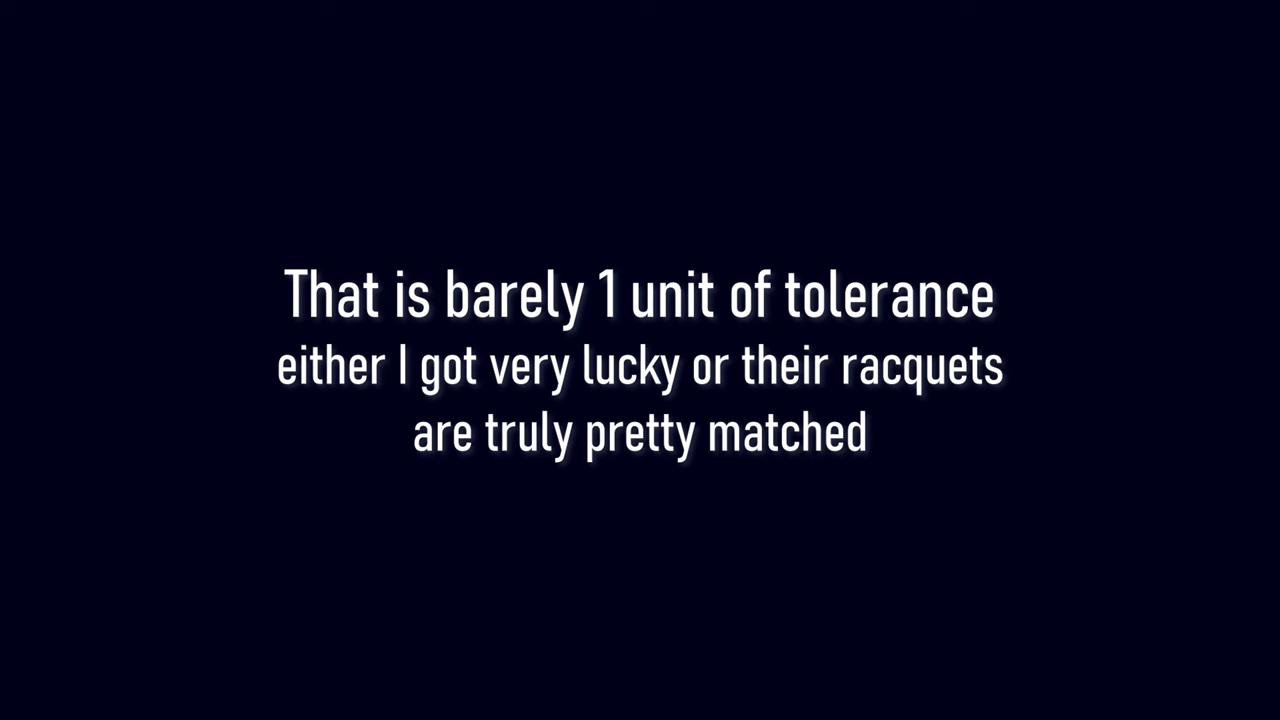 That is barely 1 unit of tolerance
either I got very lucky or their racquets
are truly pretty matched